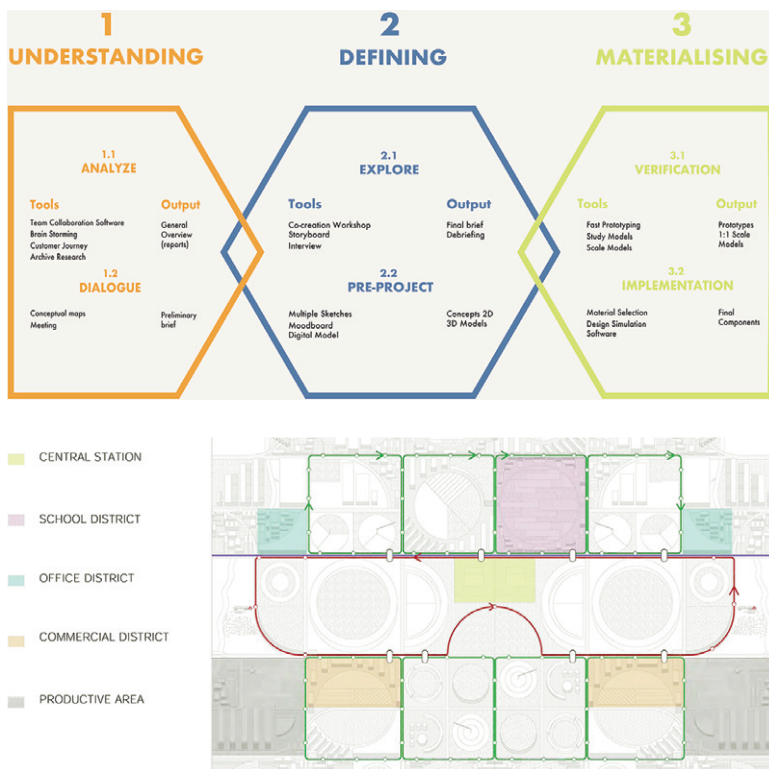 1
UNDERSTANDING
2
DEFINING
3
MATERIALISING
1.1
ANALYZE
Tools
Output
Team Collaboration Software
Brain Storming
Customer Journey
Archive Research
General
Overview
(reports)
1.2
DIALOGUE
Conceptual maps
Meeting
Preliminary
brief
2.1
EXPLORE
Tools
Output
Co-creation Workshop
Storyboard
Interview
Final brief
Debriefing
2.2
PRE-PROJECT
Multiple Sketches
Moodboard
Digital Model
Concepts 2D
3D Models
3.1
VERIFICATION
Tools
Output
Fast Prototyping
Study Models
Scale Models
Prototypes
1:1 Scale
Models
3.2
IMPLEMENTATION
Material Selection
Design Simulation
Software
Final
Components
CENTRAL STATION
SCHOOL DISTRICT
OFFICE DISTRICT
COMMERCIAL DISTRICT
PRODUCTIVE AREA